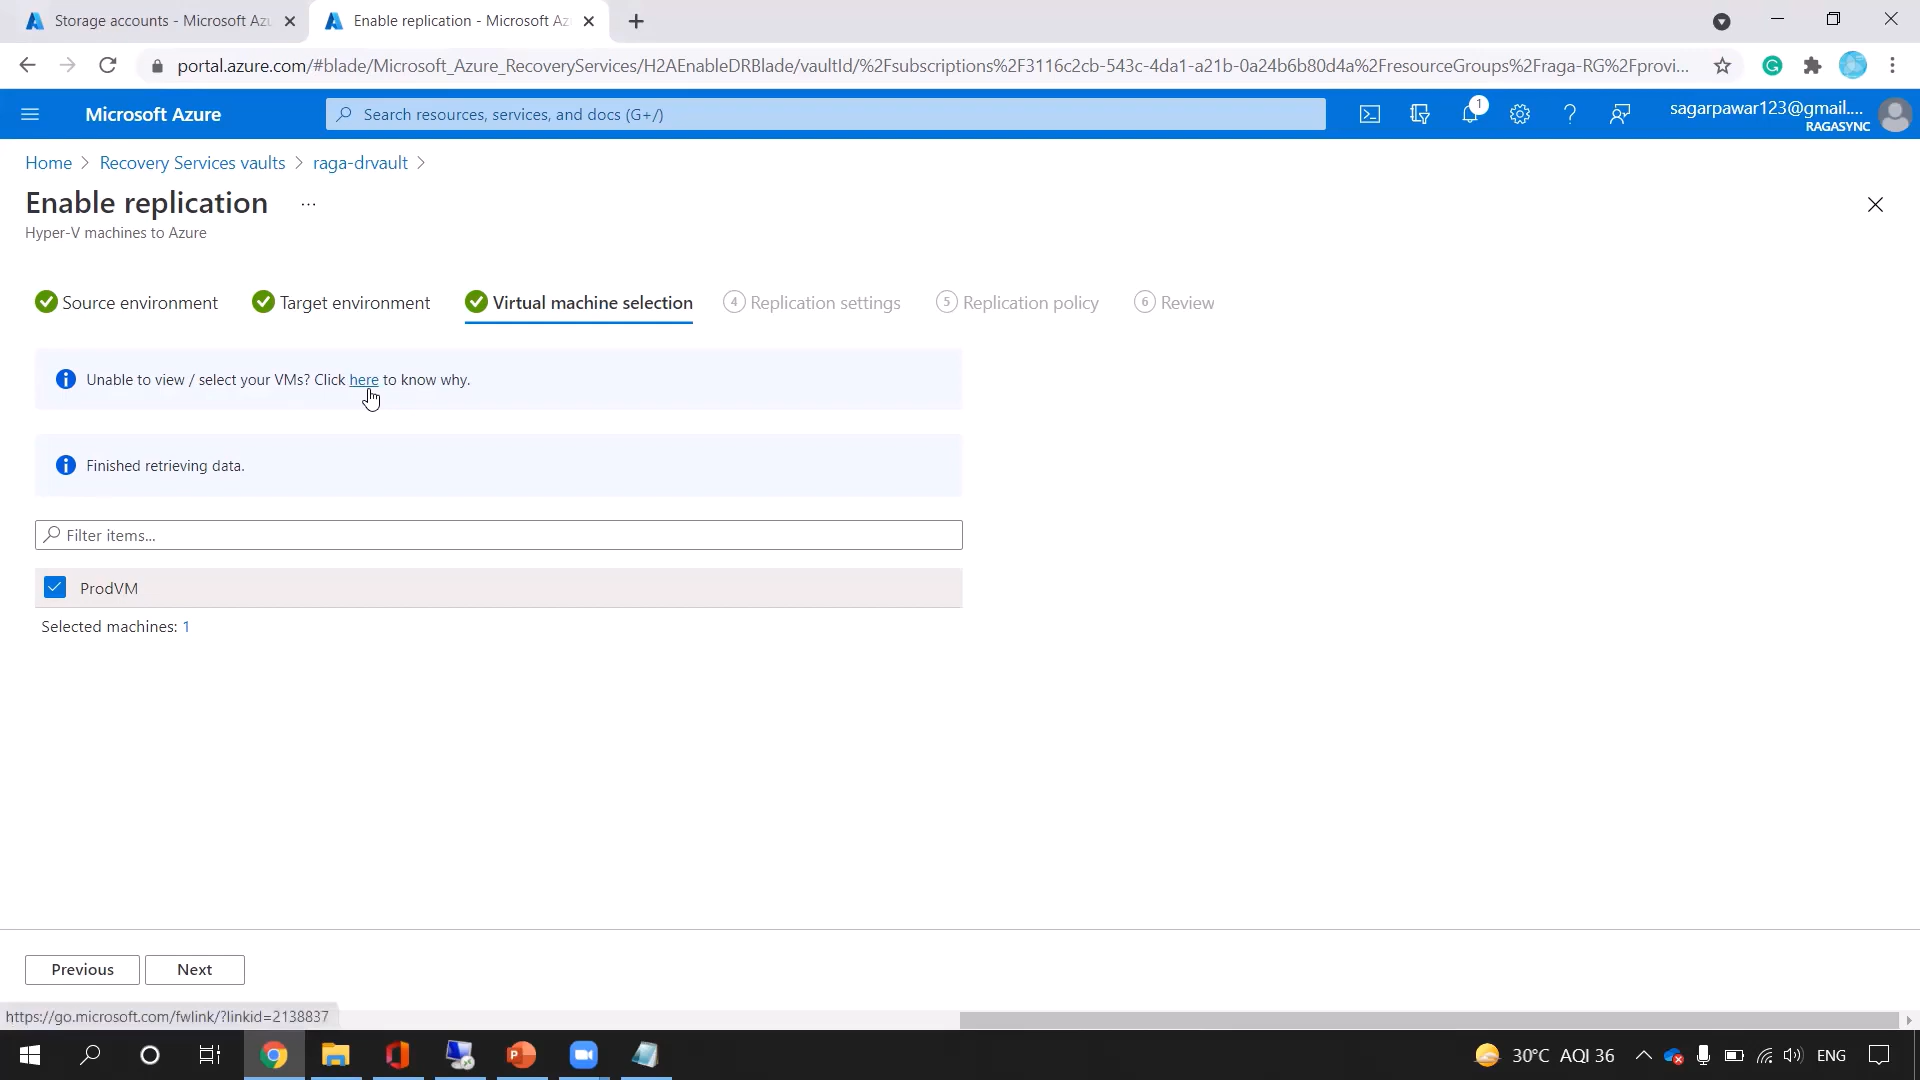 Storage accounts - Microsoft Azu
Enable replication - Microsoft Az
portal.azure.com/#blade/Microsoft_Azure_RecoveryServices/H2AEnableDRBlade/vaultId/%2Fsubscriptions%2F3116c2cb-543c-4da1-a21b-0a24b6b80d4a%2FresourceGroups%2Fraga-RG%2Fprovi...
Microsoft Azure
Search resources, services, and docs (G+/)
1
sagarpawar123@gmail....
RAGASYNC
Home > Recovery Services vaults > raga-drvault >
Enable replication ...
Hyper-V machines to Azure
Source environment
Target environment
Virtual machine selection
4 Replication settings
5 Replication policy
6 Review
Unable to view / select your VMs? Click here to know why.
Finished retrieving data.
Filter items...
ProdVM
Selected machines: 1
Previous
Next
https://go.microsoft.com/fwlink/?linkid=2138837
30°C AQI 36
ENG